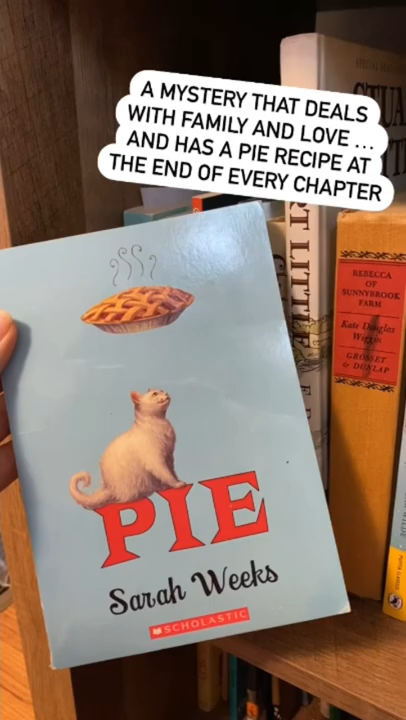 A MYSTERY THAT DEALS
WITH FAMILY AND LOVE ...
AND HAS A PIE RECIPE AT
THE END OF EVERY CHAPTER
PIE
Sarah Weeks
SCHOLASTIC
REBECCA
OF
SUNNYBROOK
FARM
Kate Douglas
Wiggin
GROSSET
& DUNLAP